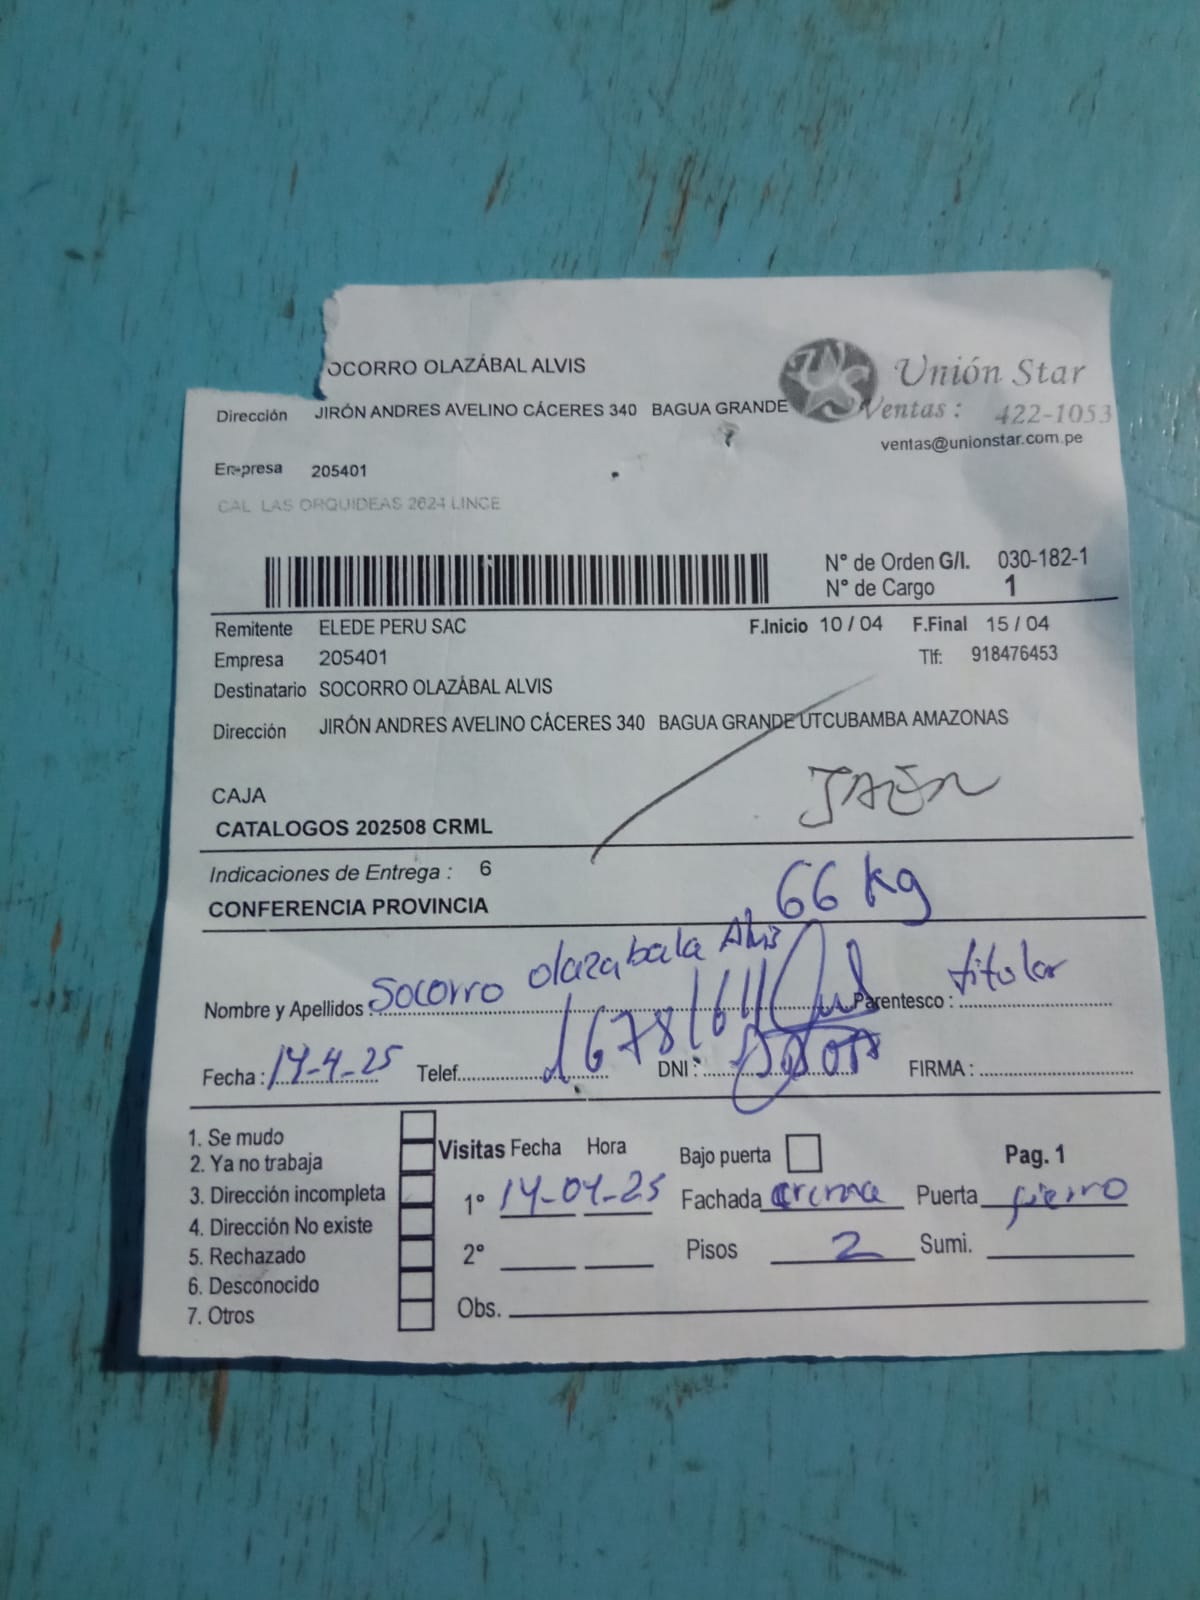 OCORRO OLAZÁBAL ALVIS
Unión Star
Dirección JIRÓN ANDRES AVELINO CÁCERES 340 BAGUA GRANDE
Ventas : 422-1053
ventas@unionstar.com.pe
Empresa 205401
CAL LAS ORQUIDEAS 2624 LINCE
N° de Orden G/I. 030-182-1
N° de Cargo 1
Remitente ELEDE PERU SAC F.Inicio 10 / 04 F.Final 15 / 04
Empresa 205401 Tlf: 918476453
Destinatario SOCORRO OLAZÁBAL ALVIS
Dirección JIRÓN ANDRES AVELINO CÁCERES 340 BAGUA GRANDE UTCUBAMBA AMAZONAS
JAÉN
CAJA
CATALOGOS 202508 CRML
Indicaciones de Entrega : 6
66 kg
CONFERENCIA PROVINCIA
Nombre y Apellidos : Socorro Olazabala Alvis Parentesco : titolar
Fecha : 14-4-25 Telef. DNI : FIRMA :
1. Se mudo
2. Ya no trabaja
3. Dirección incompleta
4. Dirección No existe
5. Rechazado
6. Desconocido
7. Otros
Visitas Fecha Hora Bajo puerta Pag. 1
1° 14-04-25 Fachada crema Puerta fierro
2° Pisos 2 Sumi.
Obs.